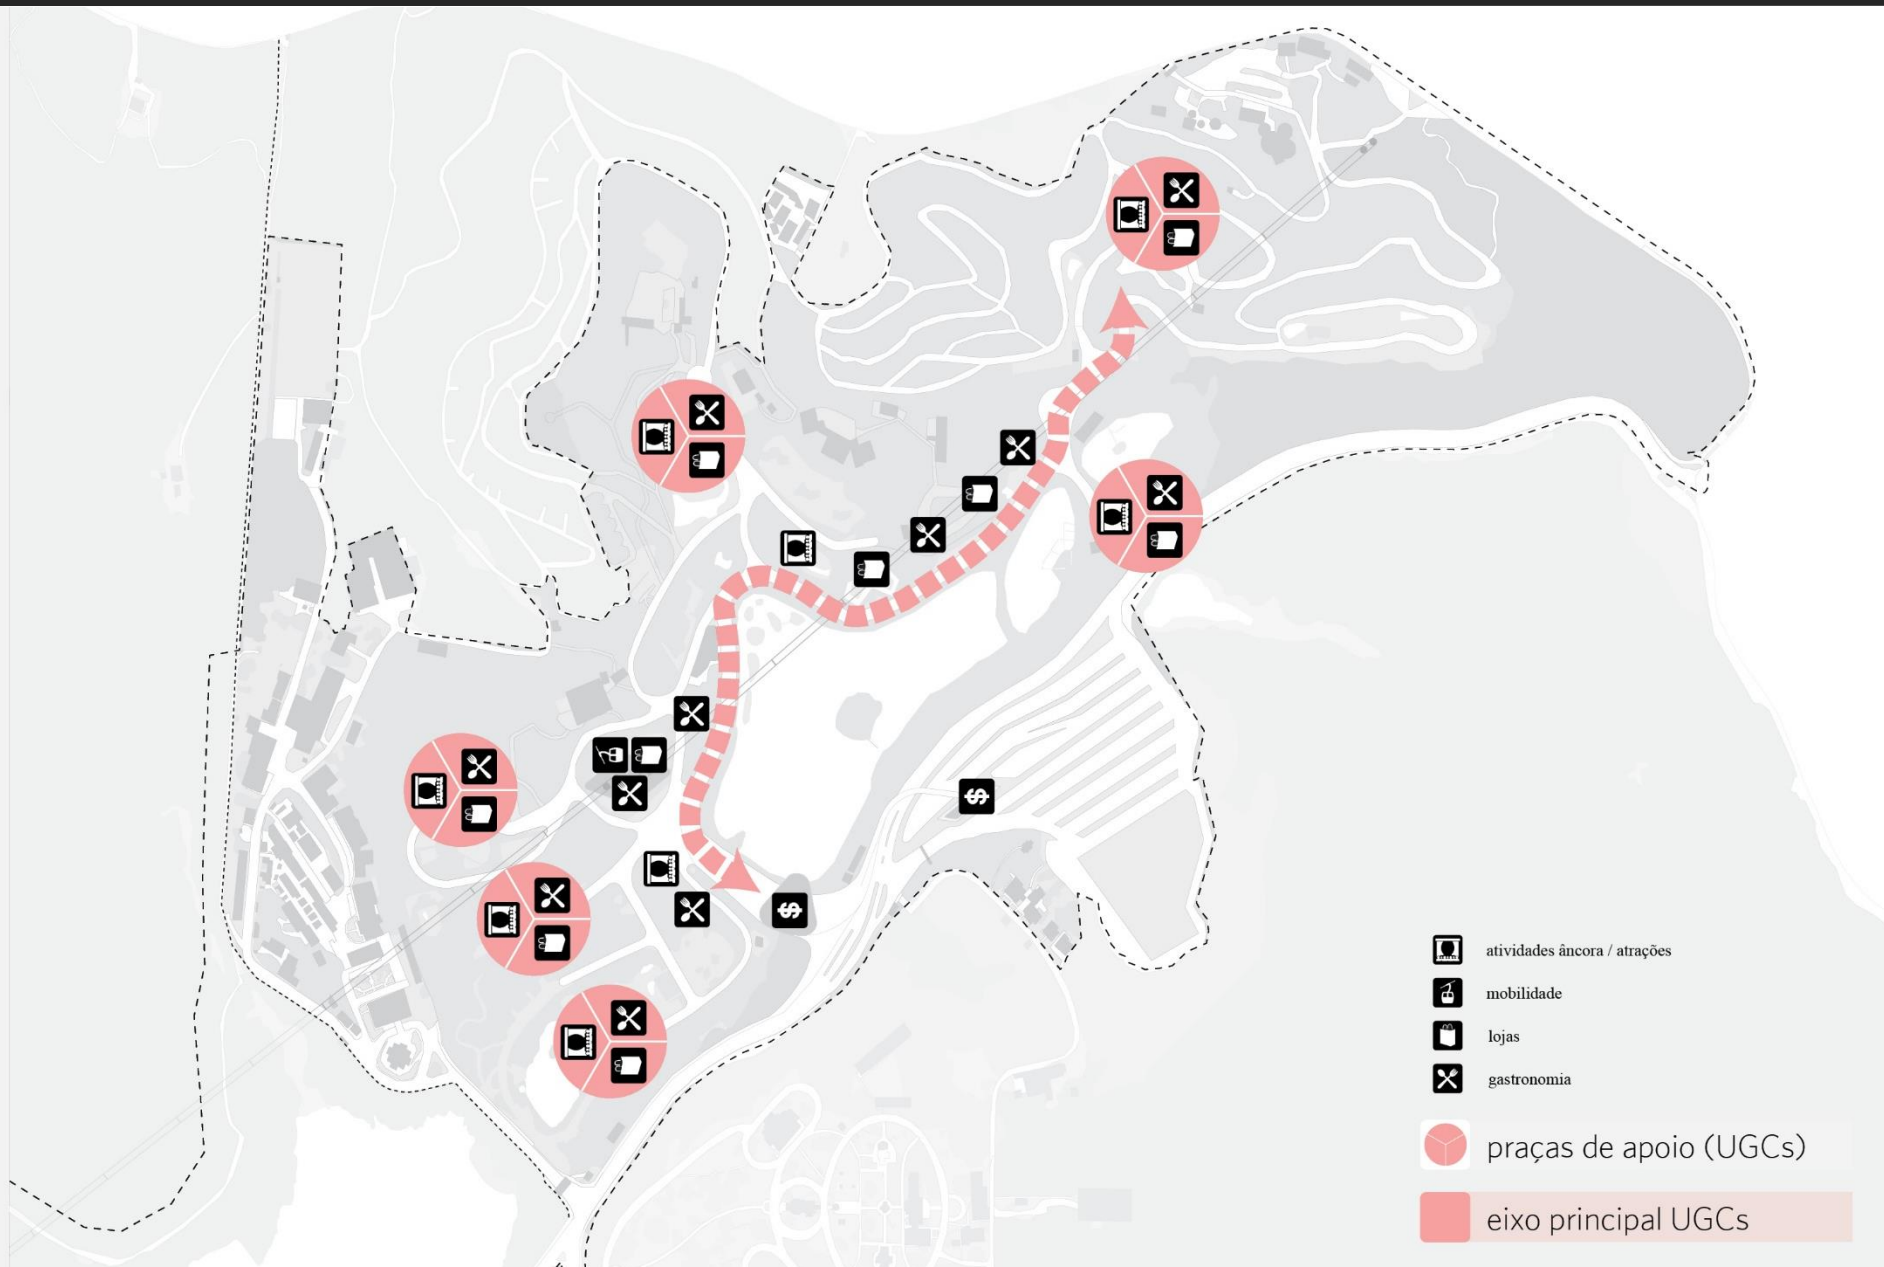 $
$
atividades âncora / atrações
mobilidade
lojas
gastronomia
praças de apoio (UGCs)
eixo principal UGCs